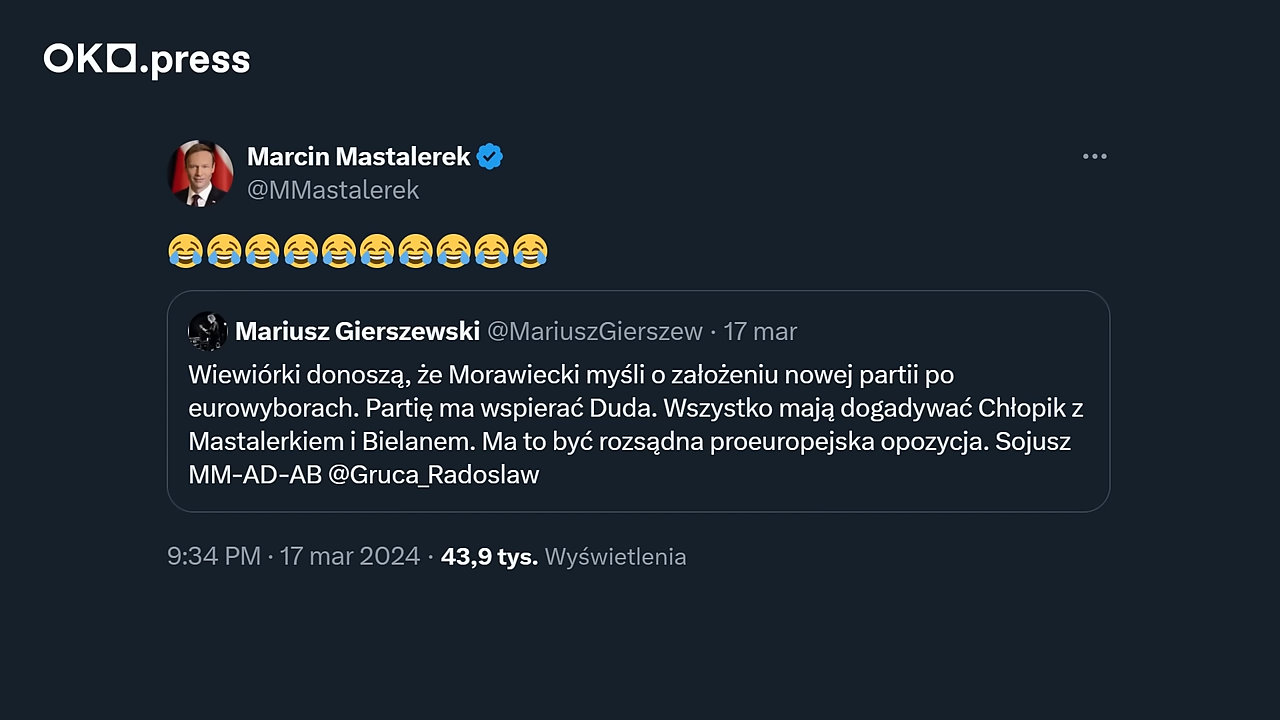 OKO.press
Marcin Mastalerek
@MMastalerek
😂😂😂😂😂😂😂😂😂😂
Mariusz Gierszewski @MariuszGierszew · 17 mar
Wiewiórki donoszą, że Morawiecki myśli o założeniu nowej partii po
eurowyborach. Partię ma wspierać Duda. Wszystko mają dogadywać Chłopik z
Mastalerkiem i Bielanem. Ma to być rozsądna proeuropejska opozycja. Sojusz
MM-AD-AB @Gruca_Radoslaw
9:34 PM · 17 mar 2024 · 43,9 tys. Wyświetlenia